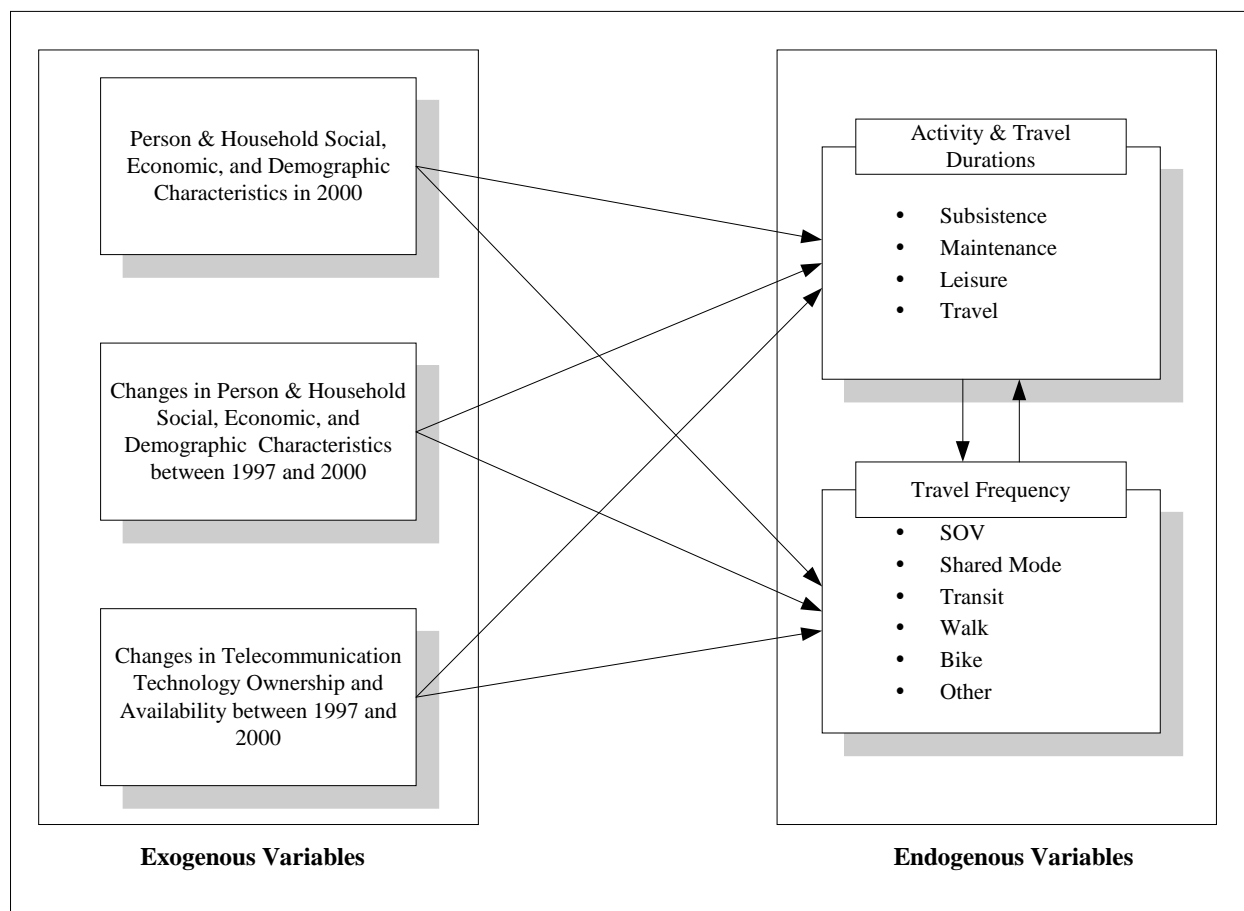 Person & Household Social,
Economic, and Demographic
Characteristics in 2000
Changes in Person & Household
Social, Economic, and
Demographic Characteristics
between 1997 and 2000
Changes in Telecommunication
Technology Ownership and
Availability between 1997 and
2000
Exogenous Variables
Activity & Travel
Durations
• Subsistence
• Maintenance
• Leisure
• Travel
Travel Frequency
• SOV
• Shared Mode
• Transit
• Walk
• Bike
• Other
Endogenous Variables